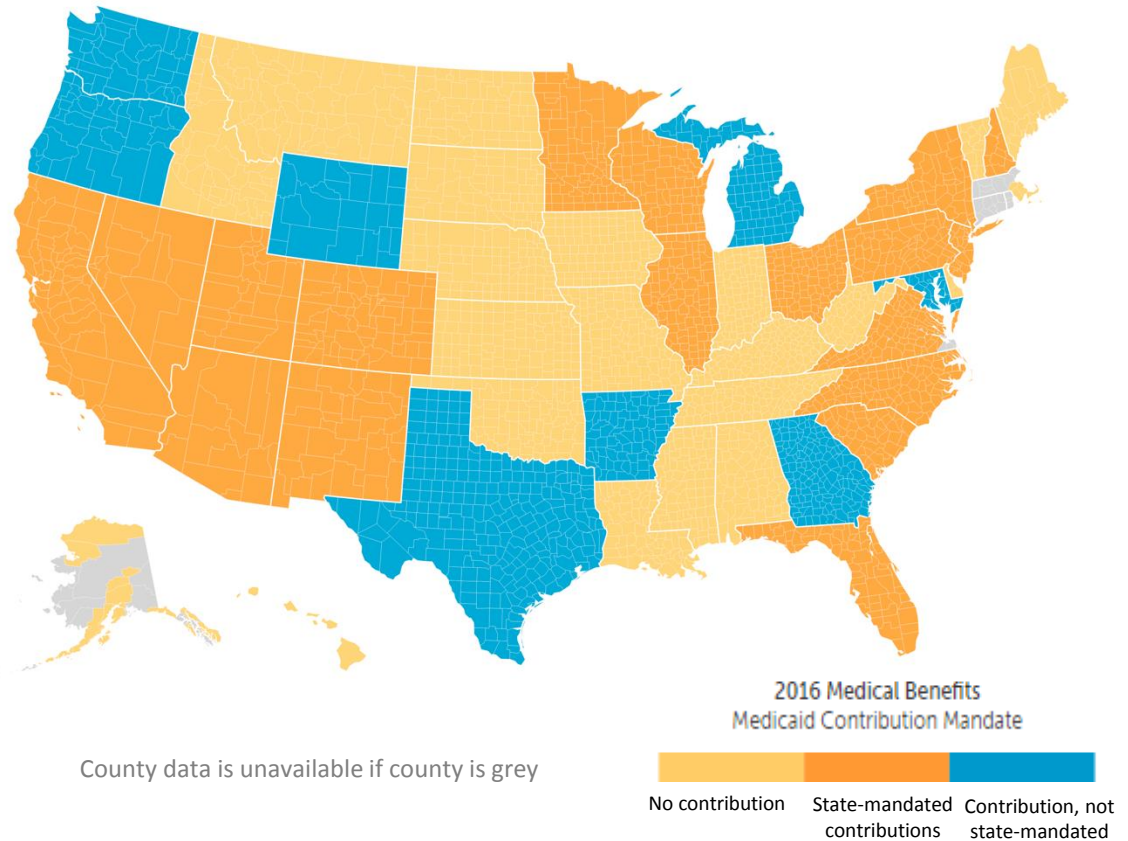 2016 Medical Benefits
Medicaid Contribution Mandate
County data is unavailable if county is grey
No contribution
State-mandated
contributions
Contribution, not
state-mandated